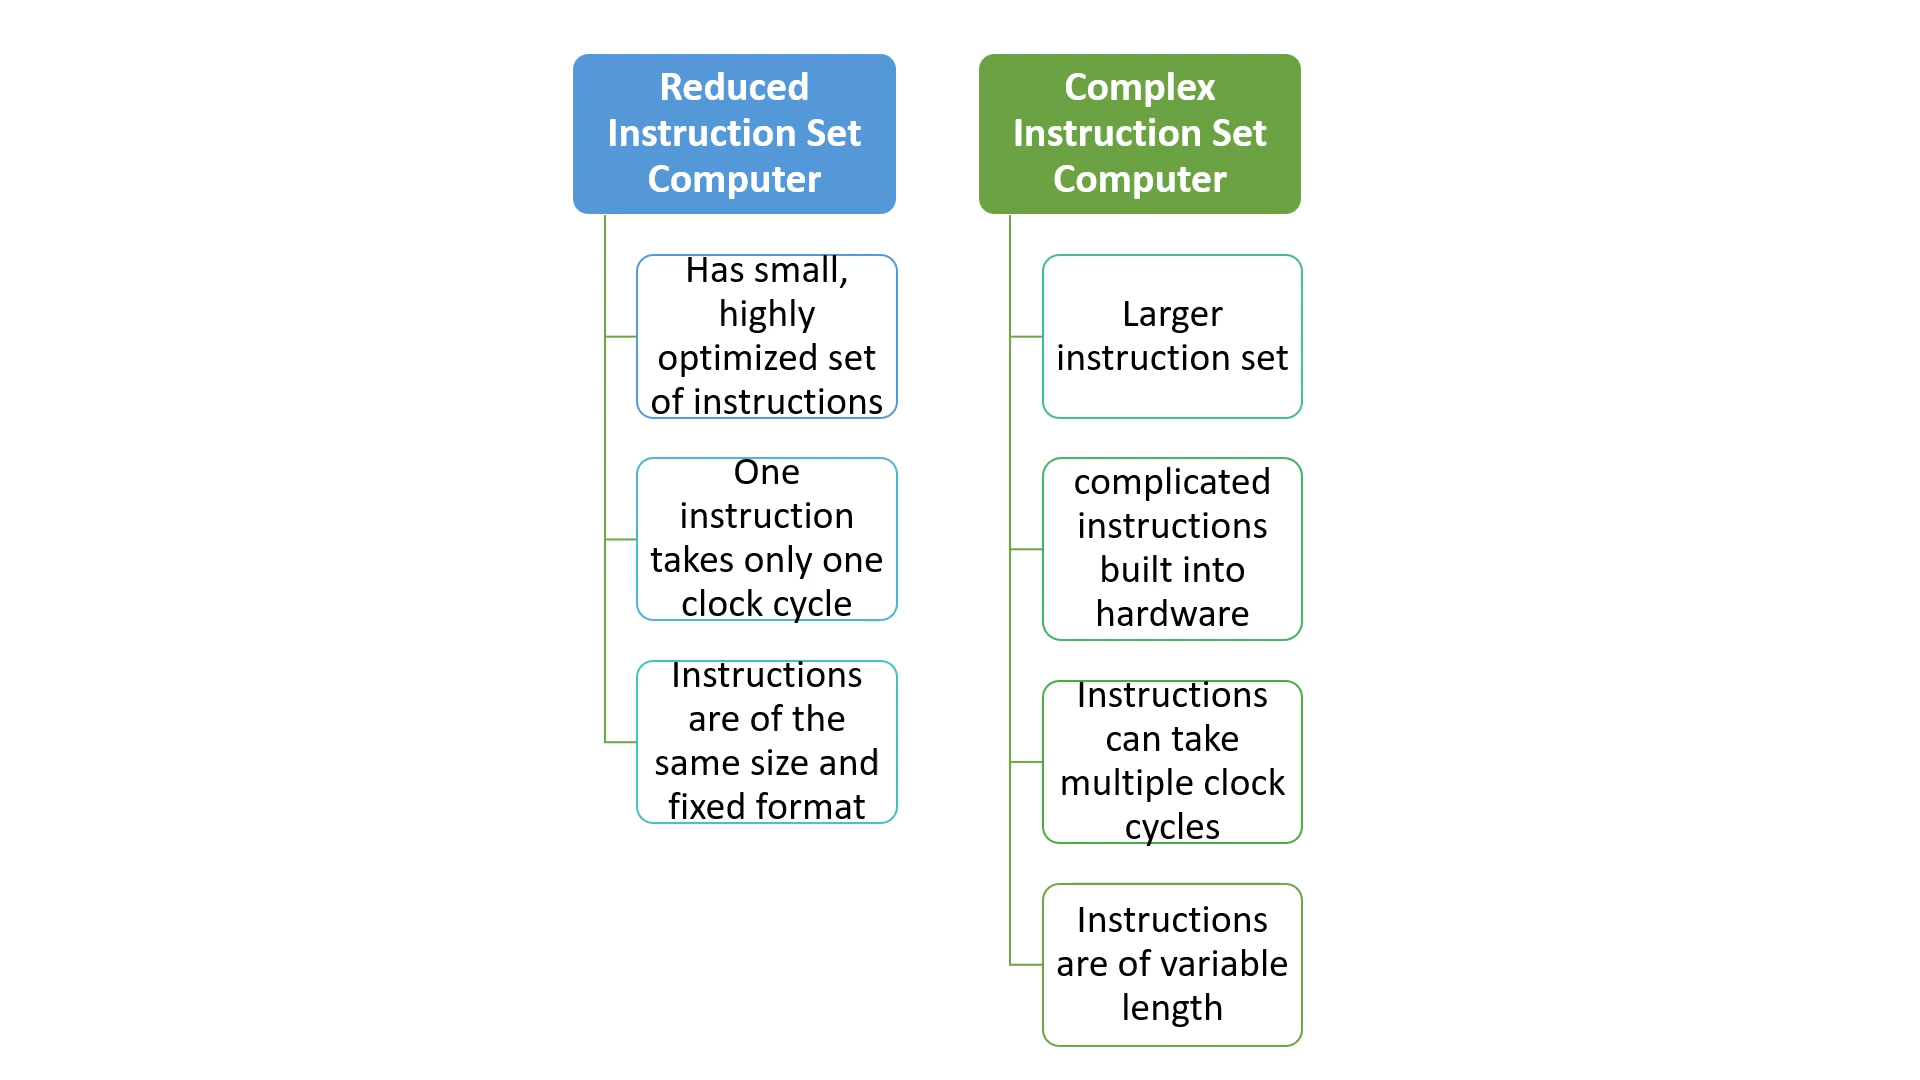 Reduced
Instruction Set
Computer
Has small,
highly
optimized set
of instructions
One
instruction
takes only one
clock cycle
Instructions
are of the
same size and
fixed format
Complex
Instruction Set
Computer
Larger
instruction set
complicated
instructions
built into
hardware
Instructions
can take
multiple clock
cycles
Instructions
are of variable
length